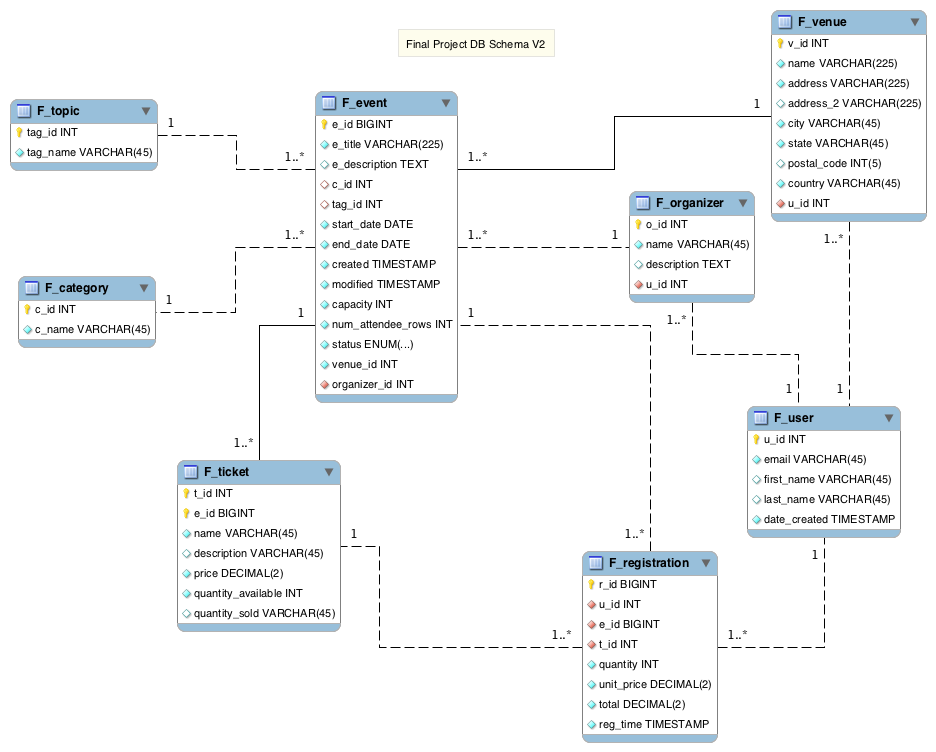 Final Project DB Schema V2
F_topic
tag_id INT
tag_name VARCHAR(45)
1
1..*
F_event
e_id BIGINT
e_title VARCHAR(225)
e_description TEXT
c_id INT
tag_id INT
start_date DATE
end_date DATE
created TIMESTAMP
modified TIMESTAMP
capacity INT
num_attendee_rows INT
status ENUM(...)
venue_id INT
organizer_id INT
1..*
1
F_venue
v_id INT
name VARCHAR(225)
address VARCHAR(225)
address_2 VARCHAR(225)
city VARCHAR(45)
state VARCHAR(45)
postal_code INT(5)
country VARCHAR(45)
u_id INT
1..*
1
F_organizer
o_id INT
name VARCHAR(45)
description TEXT
u_id INT
1..*
1
1..*
1
F_category
c_id INT
c_name VARCHAR(45)
1
1..*
1
1..*
F_ticket
t_id INT
e_id BIGINT
name VARCHAR(45)
description VARCHAR(45)
price DECIMAL(2)
quantity_available INT
quantity_sold VARCHAR(45)
1
1..*
1
1..*
F_user
u_id INT
email VARCHAR(45)
first_name VARCHAR(45)
last_name VARCHAR(45)
date_created TIMESTAMP
1
1..*
F_registration
r_id BIGINT
u_id INT
e_id BIGINT
t_id INT
quantity INT
unit_price DECIMAL(2)
total DECIMAL(2)
reg_time TIMESTAMP